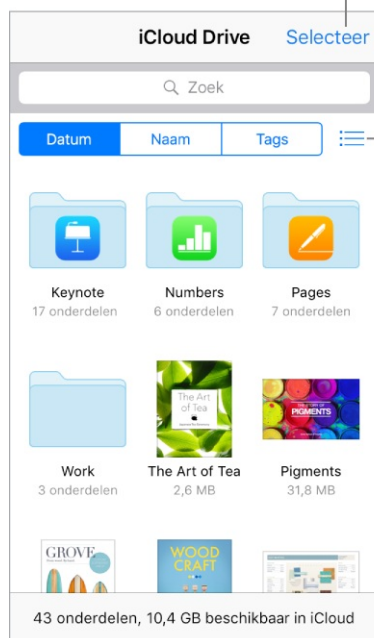 iCloud Drive Selecteer
Zoek
Datum Naam Tags
Keynote Numbers Pages
17 onderdelen 6 onderdelen 7 onderdelen
The Art
of Tea
PIGMENTS
Work The Art of Tea Pigments
3 onderdelen 2,6 MB 31,8 MB
GROVE
WOOD
CRAFT
43 onderdelen, 10,4 GB beschikbaar in iCloud